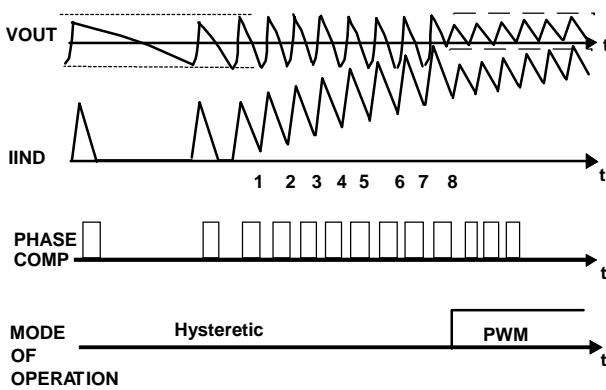 VOUT
t
IIND
t
1 2 3 4 5 6 7 8
PHASE
COMP
t
Hysteretic
PWM
MODE
OF
OPERATION
t